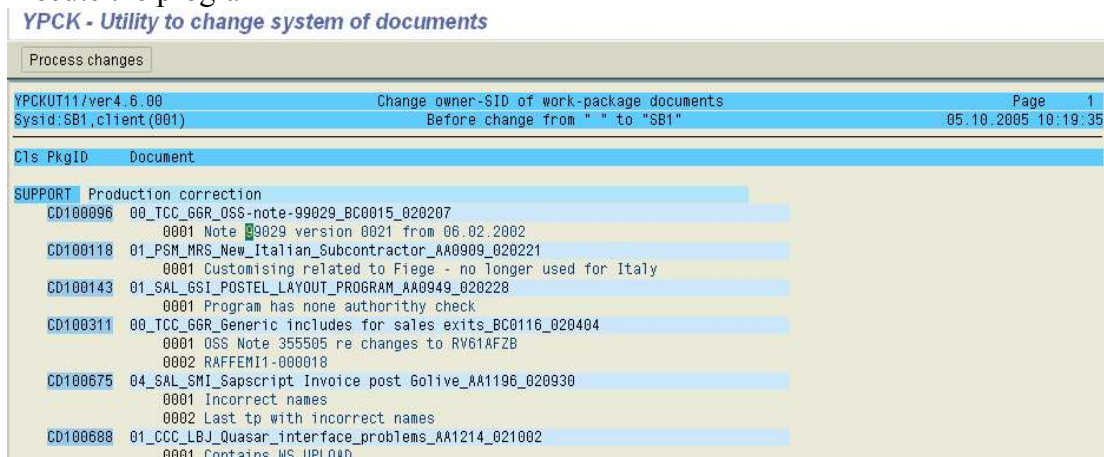 YPCK - Utility to change system of documents
Process changes
YPCKUT11/ver4.6.00 Change owner-SID of work-package documents Page 1
Sysid:SB1,client(001) Before change from " " to "SB1" 05.10.2005 10:19:35
Cls PkgID Document
SUPPORT Production correction
CD100096 00_TCC_GGR_OSS-note-99029_BC0015_020207
0001 Note 99029 version 0021 from 06.02.2002
CD100118 01_PSM_MRS_New_Italian_Subcontractor_AA0909_020221
0001 Customising related to Fiege - no longer used for Italy
CD100143 01_SAL_GSI_POSTEL_LAYOUT_PROGRAM_AA0949_020228
0001 Program has none authorithy check
CD100311 00_TCC_GGR_Generic includes for sales exits_BC0116_020404
0001 OSS Note 355505 re changes to RV61AFZB
0002 RAFFEMI1-000018
CD100675 04_SAL_SMI_Sapscript Invoice post Golive_AA1196_020930
0001 Incorrect names
0002 Last tp with incorrect names
CD100688 01_CCC_LBJ_Quasar_interface_problems_AA1214_021002
0001 Contains WS_UPLOAD